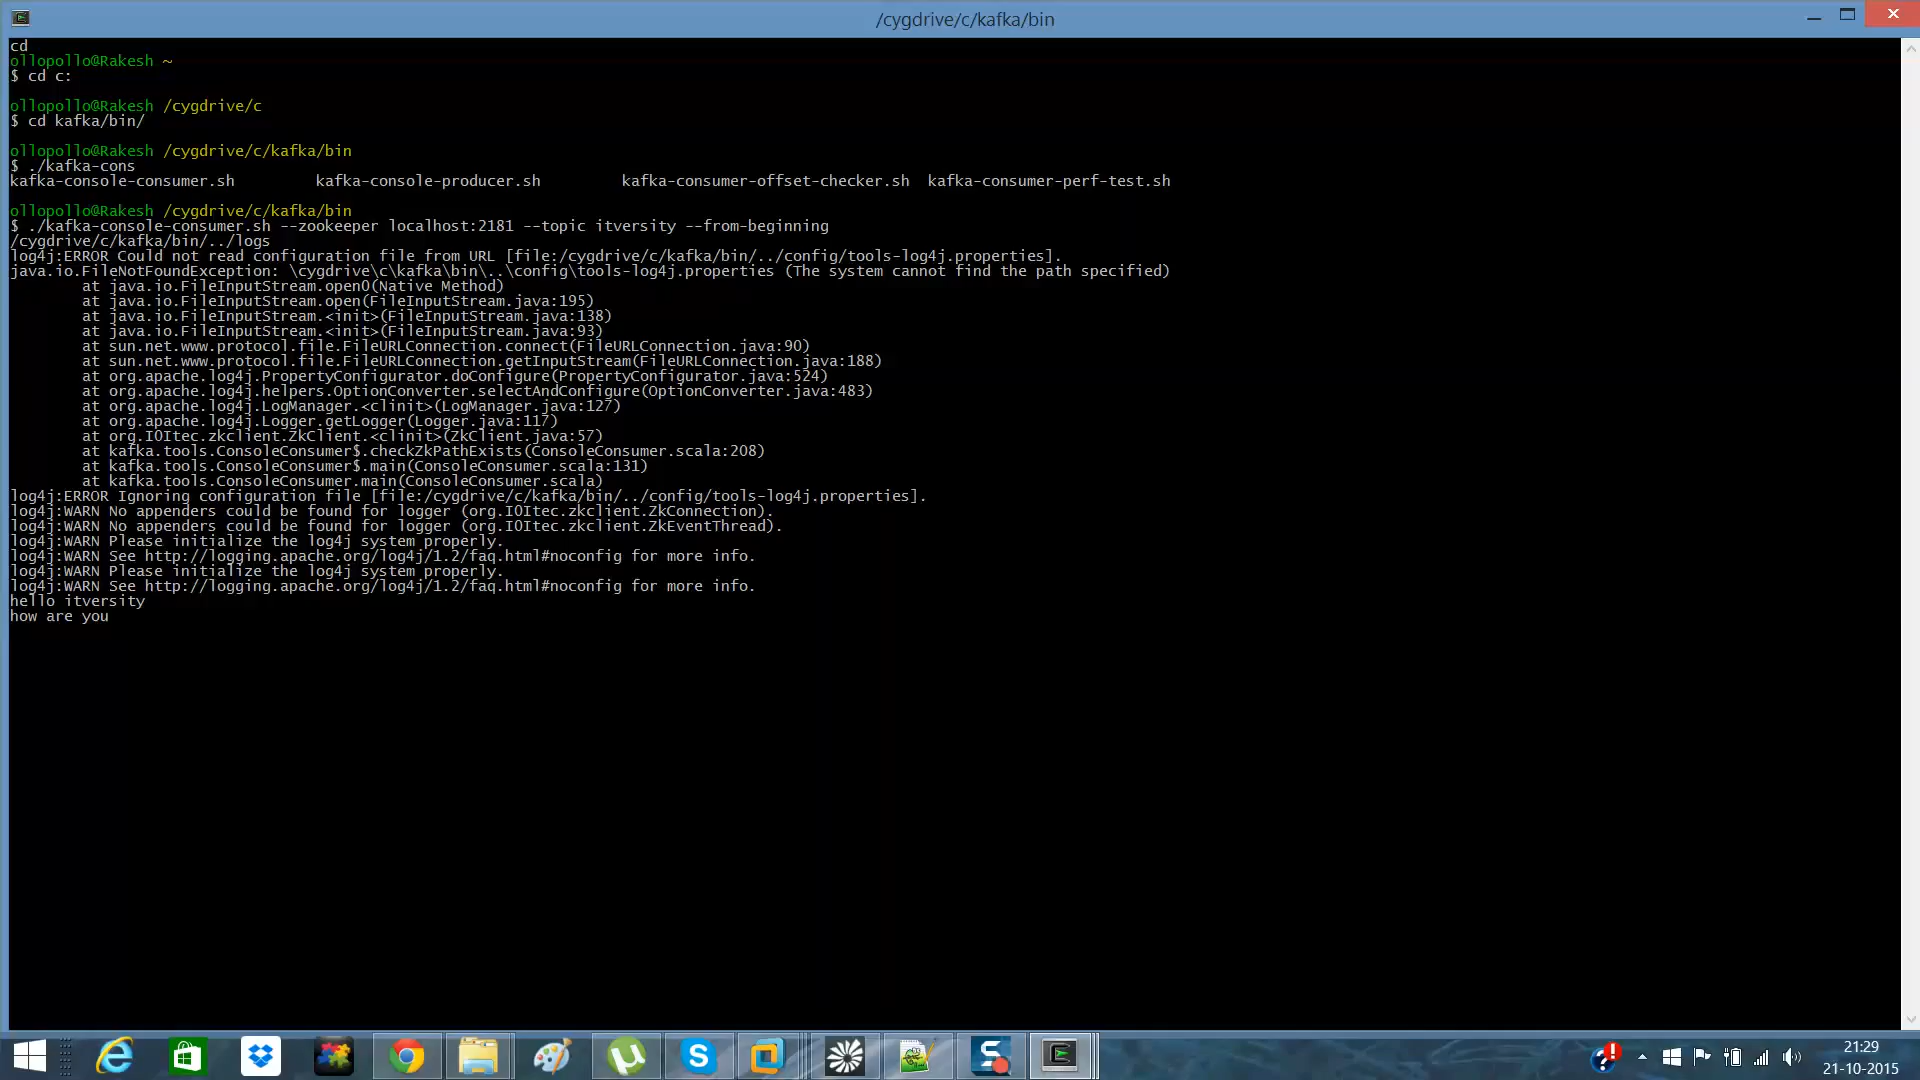 /cygdrive/c/kafka/bin
cd
ollopollo@Rakesh ~
$ cd c:
ollopollo@Rakesh /cygdrive/c
$ cd kafka/bin/
ollopollo@Rakesh /cygdrive/c/kafka/bin
$ ./kafka-cons
kafka-console-consumer.sh kafka-console-producer.sh kafka-consumer-offset-checker.sh kafka-consumer-perf-test.sh
ollopollo@Rakesh /cygdrive/c/kafka/bin
$ ./kafka-console-consumer.sh --zookeeper localhost:2181 --topic itversity --from-beginning
/cygdrive/c/kafka/bin/../logs
log4j:ERROR Could not read configuration file from URL [file:/cygdrive/c/kafka/bin/../config/tools-log4j.properties].
java.io.FileNotFoundException: \cygdrive\c\kafka\bin\..\config\tools-log4j.properties (The system cannot find the path specified)
at java.io.FileInputStream.open0(Native Method)
at java.io.FileInputStream.open(FileInputStream.java:195)
at java.io.FileInputStream.<init>(FileInputStream.java:138)
at java.io.FileInputStream.<init>(FileInputStream.java:93)
at sun.net.www.protocol.file.FileURLConnection.connect(FileURLConnection.java:90)
at sun.net.www.protocol.file.FileURLConnection.getInputStream(FileURLConnection.java:188)
at org.apache.log4j.PropertyConfigurator.doConfigure(PropertyConfigurator.java:524)
at org.apache.log4j.helpers.OptionConverter.selectAndConfigure(OptionConverter.java:483)
at org.apache.log4j.LogManager.<clinit>(LogManager.java:127)
at org.apache.log4j.Logger.getLogger(Logger.java:117)
at org.I0Itec.zkclient.ZkClient.<clinit>(ZkClient.java:57)
at kafka.tools.ConsoleConsumer$.checkZkPathExists(ConsoleConsumer.scala:208)
at kafka.tools.ConsoleConsumer$.main(ConsoleConsumer.scala:131)
at kafka.tools.ConsoleConsumer.main(ConsoleConsumer.scala)
log4j:ERROR Ignoring configuration file [file:/cygdrive/c/kafka/bin/../config/tools-log4j.properties].
log4j:WARN No appenders could be found for logger (org.I0Itec.zkclient.ZkConnection).
log4j:WARN No appenders could be found for logger (org.I0Itec.zkclient.ZkEventThread).
log4j:WARN Please initialize the log4j system properly.
log4j:WARN See http://logging.apache.org/log4j/1.2/faq.html#noconfig for more info.
log4j:WARN Please initialize the log4j system properly.
log4j:WARN See http://logging.apache.org/log4j/1.2/faq.html#noconfig for more info.
hello itversity
how are you
21:29
21-10-2015